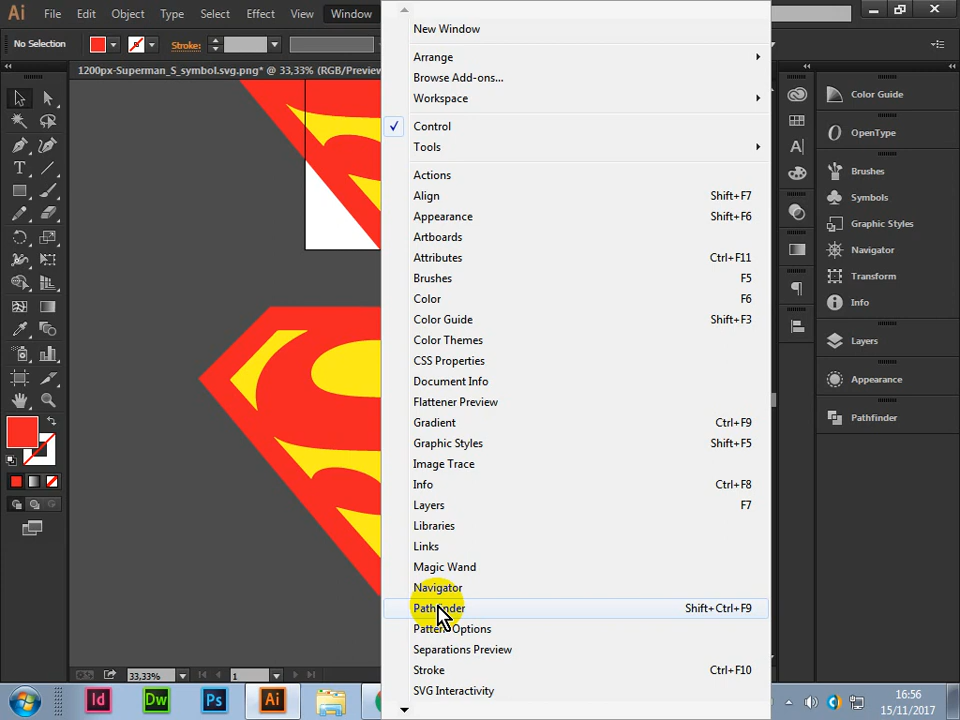 Ai File Edit Object Type Select Effect View Window
No Selection Stroke:
1200px-Superman_S_symbol.svg.png* @ 33,33% (RGB/Preview
New Window
Arrange
Browse Add-ons...
Workspace
Control
Tools
Actions
Align Shift+F7
Appearance Shift+F6
Artboards
Attributes Ctrl+F11
Brushes F5
Color F6
Color Guide Shift+F3
Color Themes
CSS Properties
Document Info
Flattener Preview
Gradient Ctrl+F9
Graphic Styles Shift+F5
Image Trace
Info Ctrl+F8
Layers F7
Libraries
Links
Magic Wand
Navigator
Pathfinder Shift+Ctrl+F9
Pattern Options
Separations Preview
Stroke Ctrl+F10
SVG Interactivity
Color Guide
OpenType
Brushes
Symbols
Graphic Styles
Navigator
Transform
Info
Layers
Appearance
Pathfinder
33,33% 1
Id Dw Ps Ai
16:56
15/11/2017